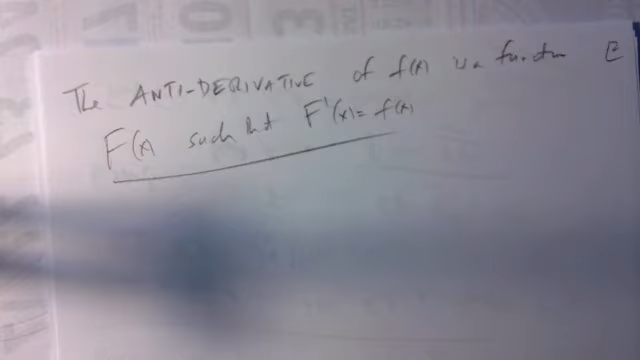 The ANTI-DERIVATIVE of f(x) is a function E
F(x) such that F'(x) = f(x)